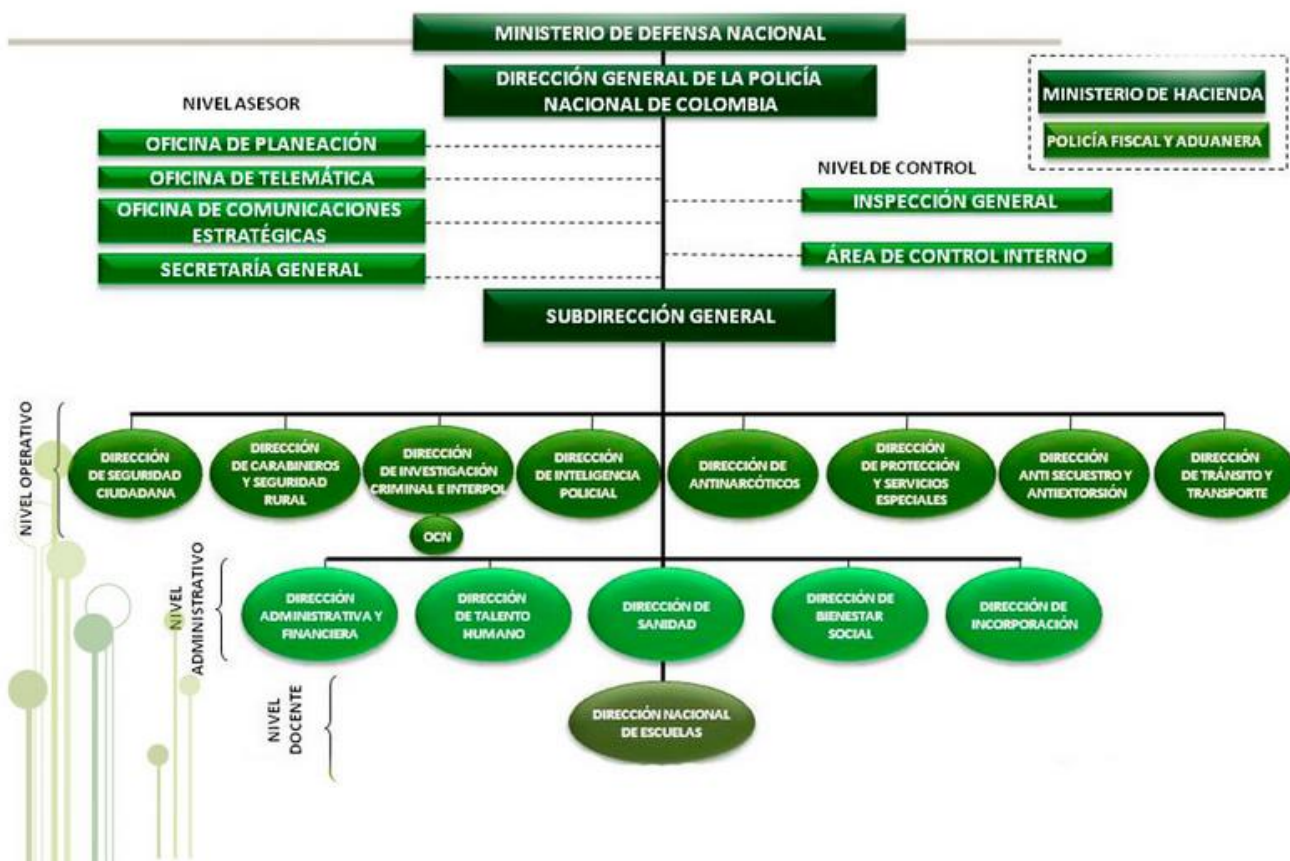 MINISTERIO DE DEFENSA NACIONAL
DIRECCIÓN GENERAL DE LA POLICÍA
NACIONAL DE COLOMBIA
MINISTERIO DE HACIENDA
POLICÍA FISCAL Y ADUANERA
NIVEL ASESOR
OFICINA DE PLANEACIÓN
OFICINA DE TELEMÁTICA
OFICINA DE COMUNICACIONES
ESTRATÉGICAS
SECRETARÍA GENERAL
NIVEL DE CONTROL
INSPECCIÓN GENERAL
ÁREA DE CONTROL INTERNO
SUBDIRECCIÓN GENERAL
NIVEL OPERATIVO
DIRECCIÓN
DE SEGURIDAD
CIUDADANA
DIRECCIÓN
DE CARABINEROS
Y SEGURIDAD
RURAL
DIRECCIÓN
DE INVESTIGACIÓN
CRIMINAL E INTERPOL
OCN
DIRECCIÓN
DE INTELIGENCIA
POLICIAL
DIRECCIÓN DE
ANTINARCÓTICOS
DIRECCIÓN
DE PROTECCIÓN
Y SERVICIOS
ESPECIALES
DIRECCIÓN
ANTI SECUESTRO Y
ANTIEXTORSIÓN
DIRECCIÓN
DE TRÁNSITO Y
TRANSPORTE
NIVEL
ADMINISTRATIVO
DIRECCIÓN
ADMINISTRATIVA Y
FINANCIERA
DIRECCIÓN
DE TALENTO
HUMANO
DIRECCIÓN DE
SANIDAD
DIRECCIÓN DE
BIENESTAR
SOCIAL
DIRECCIÓN DE
INCORPORACIÓN
NIVEL
DOCENTE
DIRECCIÓN NACIONAL
DE ESCUELAS